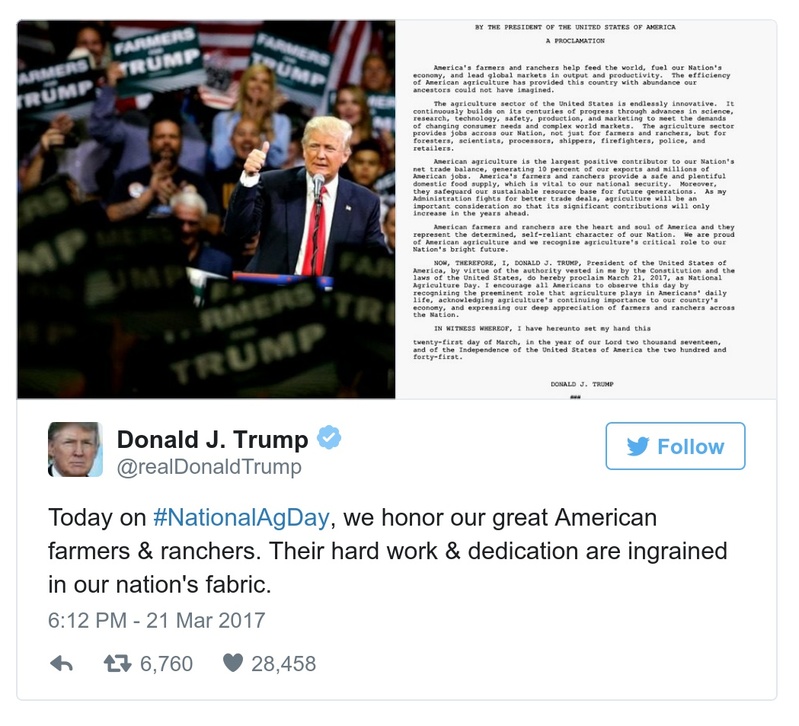 FARMERS
TRUMP
FARMERS
TRUMP
FARMERS
TRUMP
TRUMP
BY THE PRESIDENT OF THE UNITED STATES OF AMERICA
A PROCLAMATION
America's farmers and ranchers help feed the world, fuel our Nation's
economy, and lead global markets in output and productivity. The efficiency
of American agriculture has provided this country with abundance our
ancestors could not have imagined.
The agriculture sector of the United States is endlessly innovative. It
continuously builds on its centuries of progress through advances in science,
research, technology, safety, production, and marketing to meet the demands
of changing consumer needs and complex world markets. The agriculture sector
provides jobs across our Nation, not just for farmers and ranchers, but for
foresters, scientists, processors, shippers, firefighters, police, and
retailers.
American agriculture is the largest positive contributor to our Nation's
net trade balance, generating 10 percent of our exports and millions of
American jobs. America's farmers and ranchers provide a safe and plentiful
domestic food supply, which is vital to our national security. Moreover,
they safeguard our sustainable resource base for future generations. As my
Administration fights for better trade deals, agriculture will be an
important consideration so that its significant contributions will only
increase in the years ahead.
American farmers and ranchers are the heart and soul of America and they
represent the determined, self-reliant character of our Nation. We are proud
of American agriculture and we recognize agriculture's critical role to our
Nation's bright future.
NOW, THEREFORE, I, DONALD J. TRUMP, President of the United States of
America, by virtue of the authority vested in me by the Constitution and the
laws of the United States, do hereby proclaim March 21, 2017, as National
Agriculture Day. I encourage all Americans to observe this day by
recognizing the preeminent role that agriculture plays in Americans' daily
life, acknowledging agriculture's continuing importance to our country's
economy, and expressing our deep appreciation of farmers and ranchers across
the Nation.
IN WITNESS WHEREOF, I have hereunto set my hand this
twenty-first day of March, in the year of our Lord two thousand seventeen,
and of the Independence of the United States of America the two hundred and
forty-first.
DONALD J. TRUMP
###
Donald J. Trump
@realDonaldTrump
Follow
Today on #NationalAgDay, we honor our great American
farmers & ranchers. Their hard work & dedication are ingrained
in our nation's fabric.
6:12 PM - 21 Mar 2017
6,760 28,458